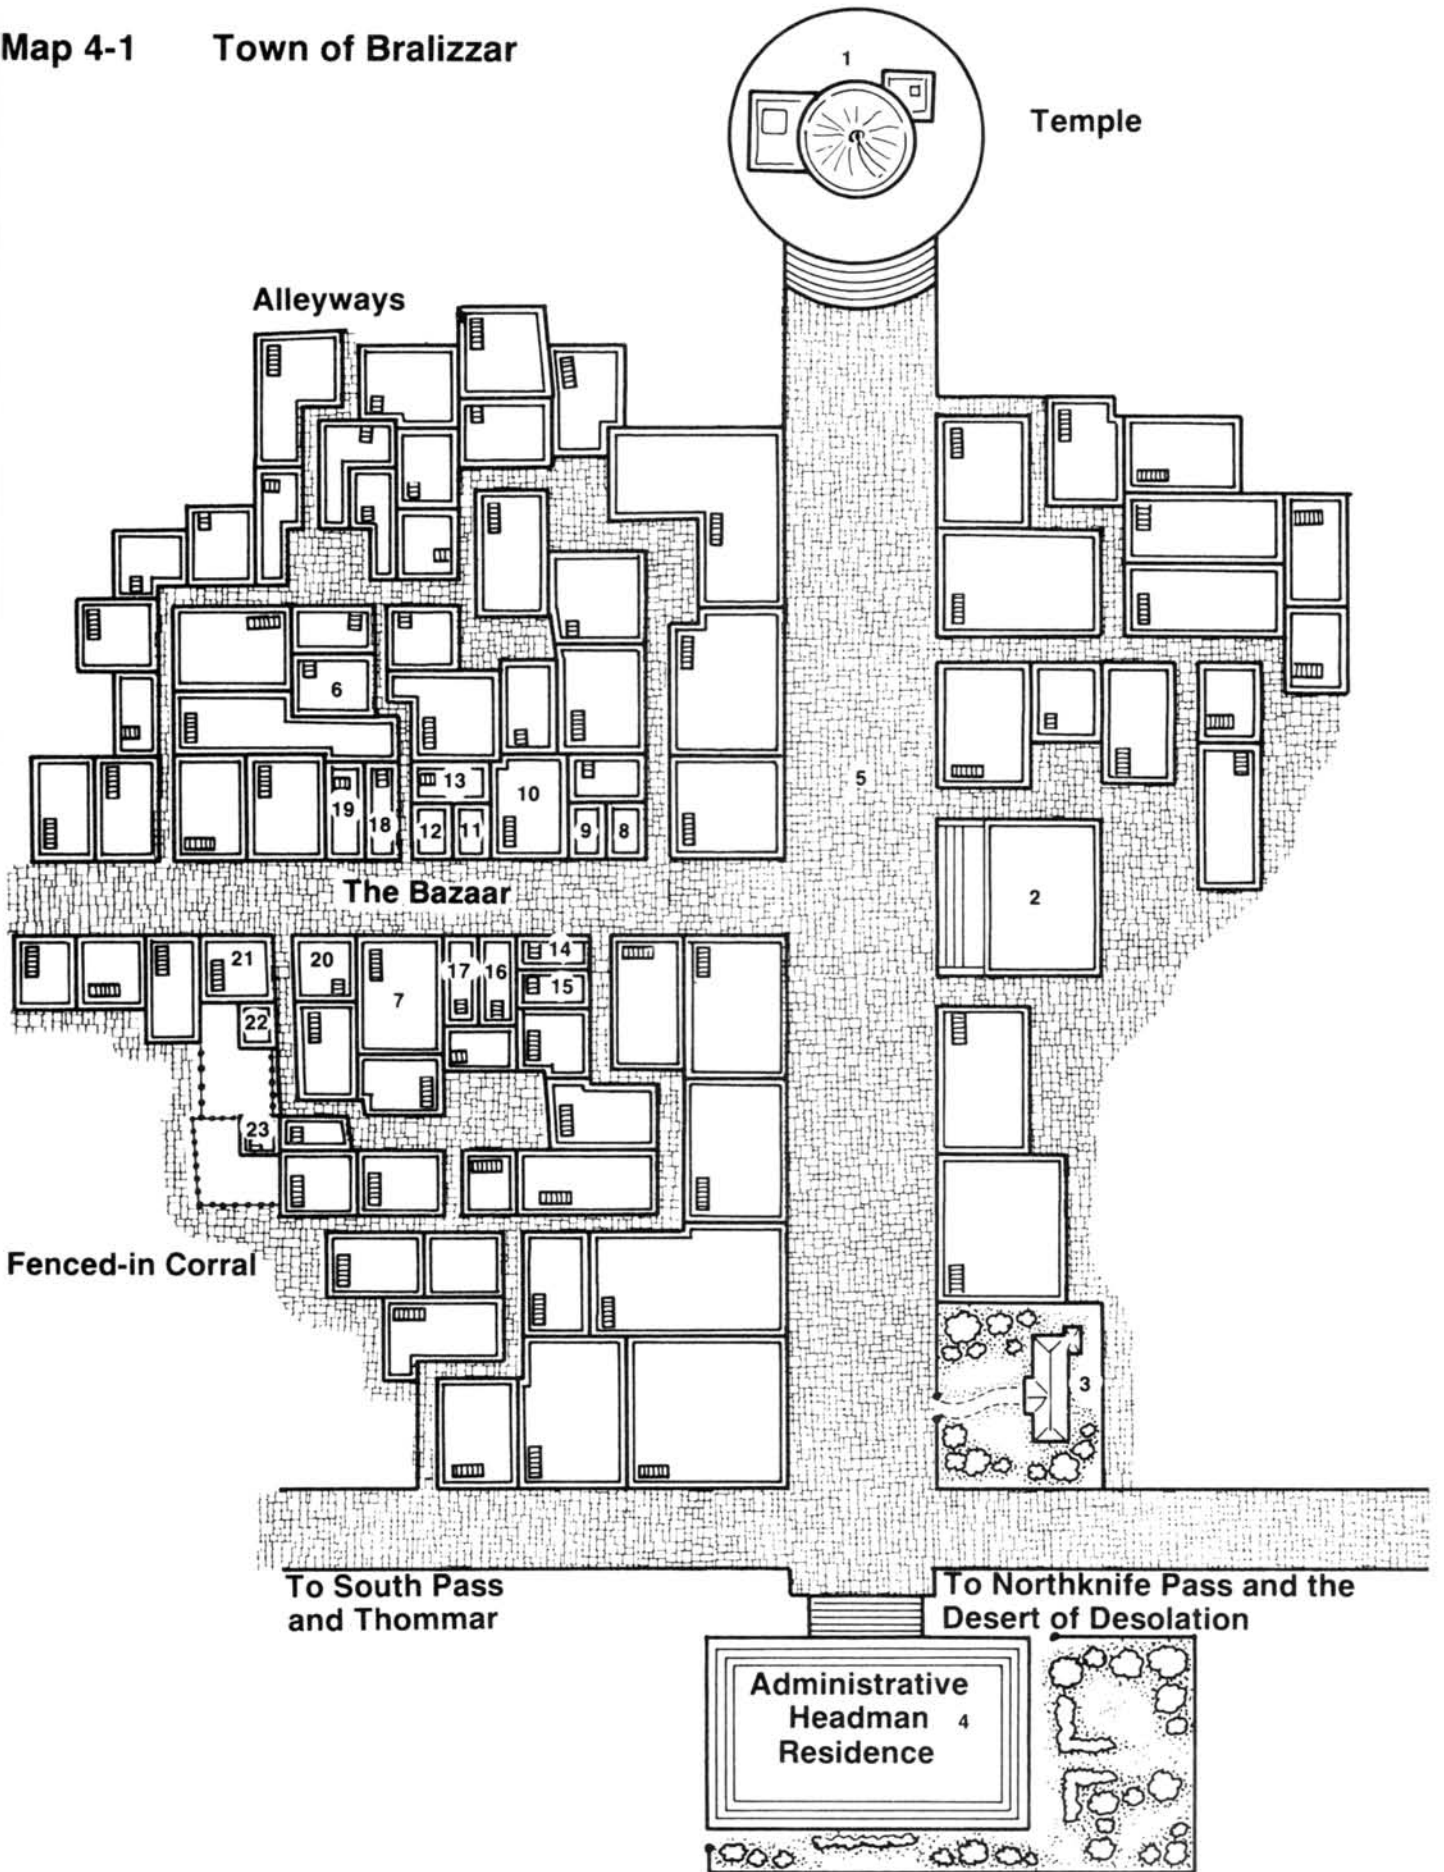 Map 4-1 Town of Bralizzar
1
Temple
Alleyways
6
5
13
10
19
18
12
11
9
8
The Bazaar
2
21
20
7
17
16
14
15
22
23
Fenced-in Corral
3
To South Pass
and Thommar
To Northknife Pass and the
Desert of Desolation
Administrative
Headman 4
Residence